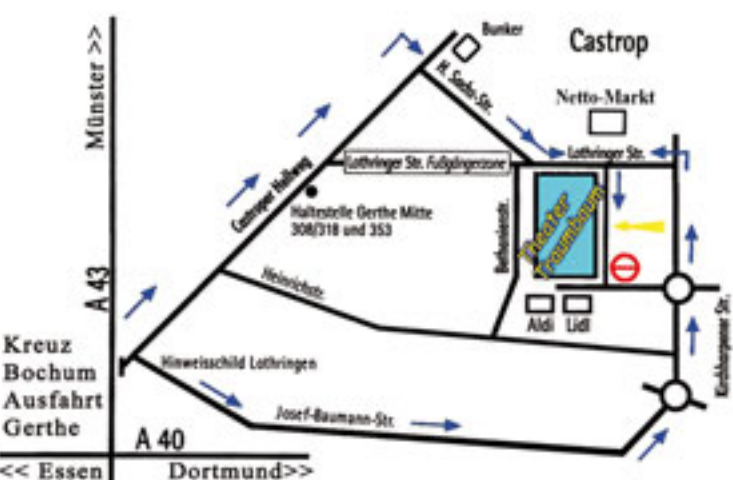 Bunker
Castrop
Münster >>
H. Sachs-Str.
Netto-Markt
Lothringer Str.
Lothringer Str. Fußgängerzone
Castroper Hellweg
Haltestelle Gerthe Mitte
308/318 und 353
Bethanienstr.
Theater
Traumbaum
A 43
Heinrichstr.
Aldi
Lidl
Kirchharpener Str.
Kreuz
Bochum
Ausfahrt
Gerthe
Hinweisschild Lothringen
Josef-Baumann-Str.
A 40
<< Essen
Dortmund>>